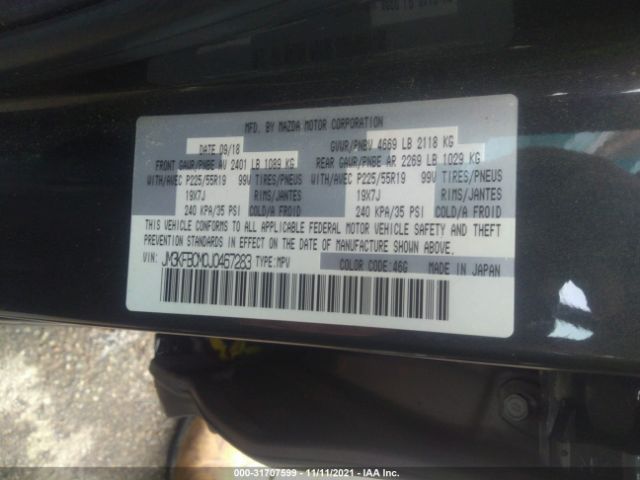 MFD. BY MAZDA MOTOR CORPORATION
DATE 09/18 GVWR/PNBV 4669 LB 2118 KG
FRONT GAWR/PNBE AV 2401 LB 1089 KG REAR GAWR/PNBE AR 2269 LB 1029 KG
WITH/AVEC P225/55R19 99V TIRES/PNEUS WITH/AVEC P225/55R19 99V TIRES/PNEUS
19X7J RIMS/JANTES 19X7J RIMS/JANTES
240 KPA/35 PSI COLD/A FROID 240 KPA/35 PSI COLD/A FROID
THIS VEHICLE CONFORMS TO ALL APPLICABLE FEDERAL MOTOR VEHICLE SAFETY AND THEFT
PREVENTION STANDARDS IN EFFECT ON THE DATE OF MANUFACTURE SHOWN ABOVE.
VIN: JM3KFBCM0J0467283 TYPE: MPV COLOR CODE: 46G MADE IN JAPAN
000-31707599 - 11/11/2021 - IAA Inc.